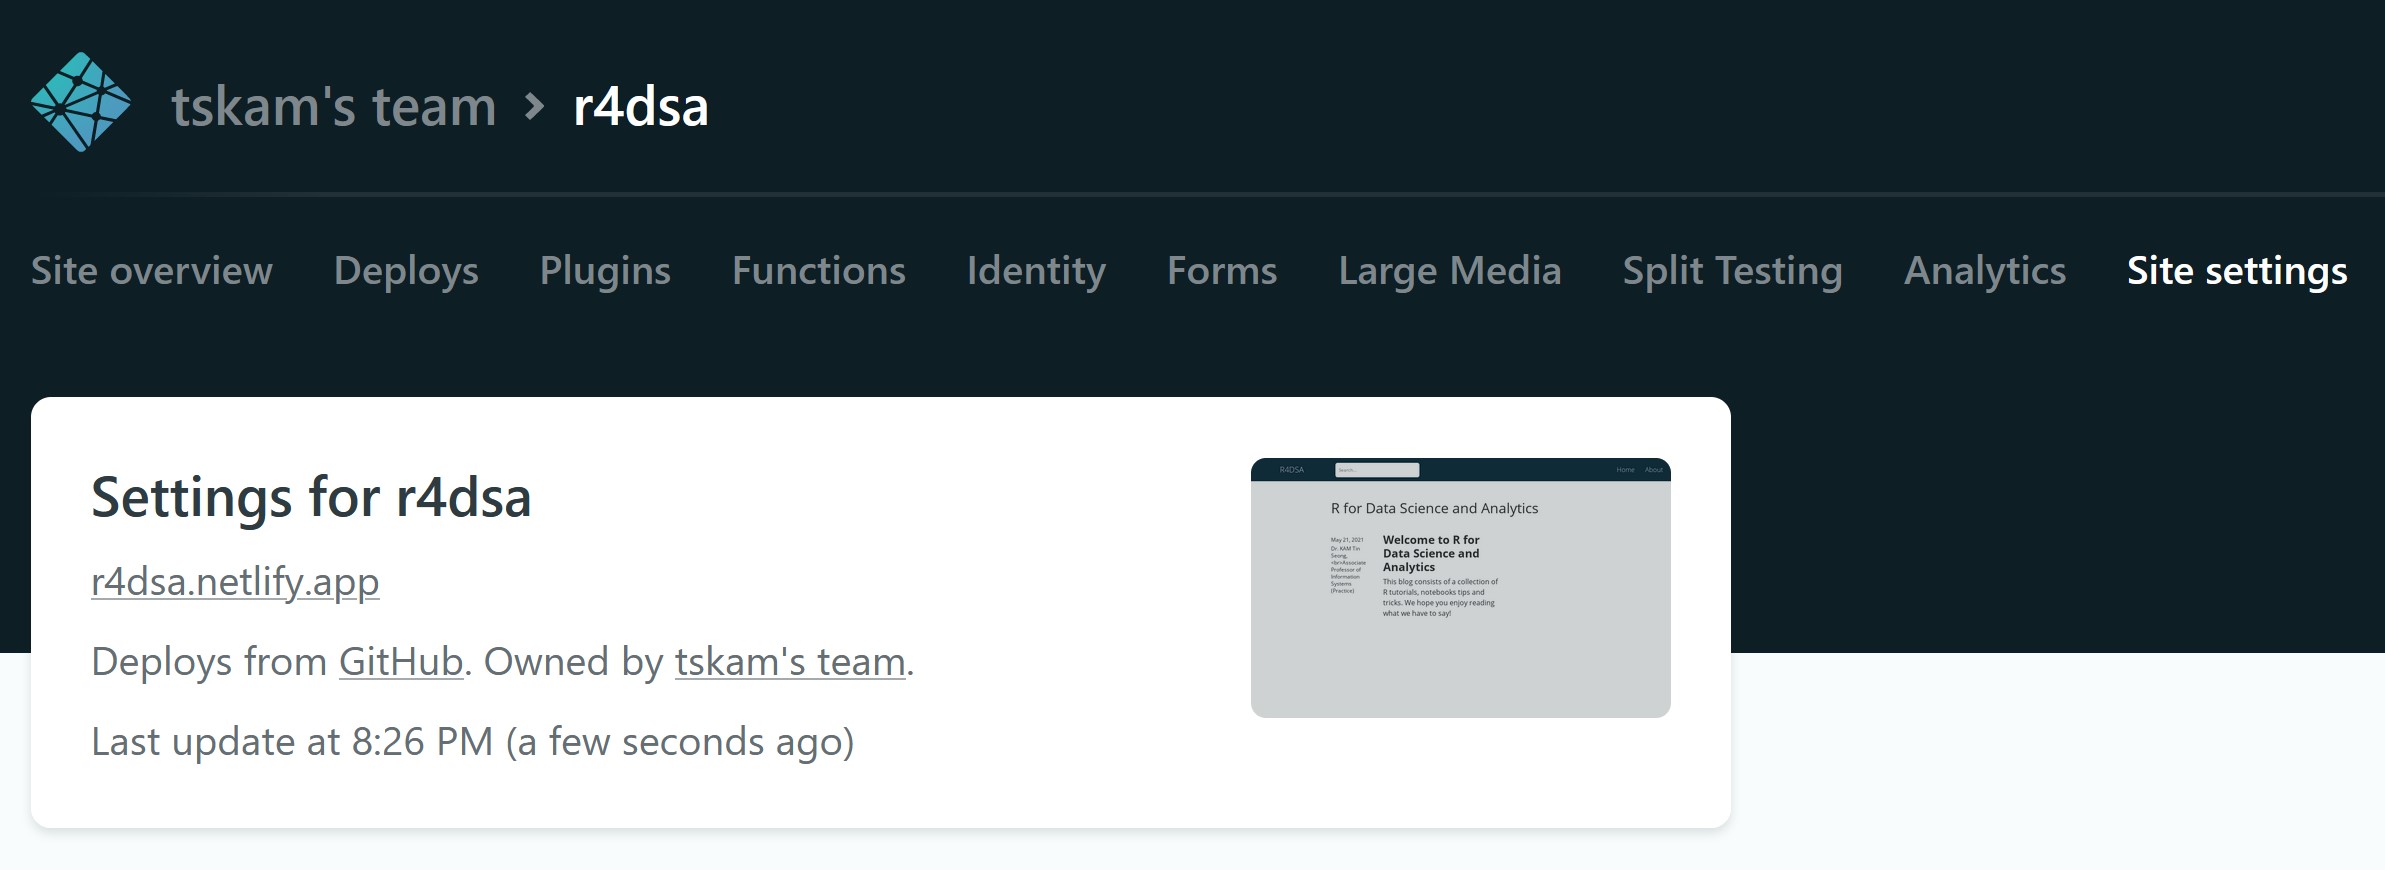 tskam's team > r4dsa
Site overview Deploys Plugins Functions Identity Forms Large Media Split Testing Analytics Site settings
Settings for r4dsa
r4dsa.netlify.app
Deploys from GitHub. Owned by tskam's team.
Last update at 8:26 PM (a few seconds ago)
R4DSA Search... Home About
R for Data Science and Analytics
May 21, 2021
Dr. KAM Tin
Seong,
<br>Associate
Professor of
Information
Systems
(Practice)
Welcome to R for
Data Science and
Analytics
This blog consists of a collection of
R tutorials, notebooks tips and
tricks. We hope you enjoy reading
what we have to say!